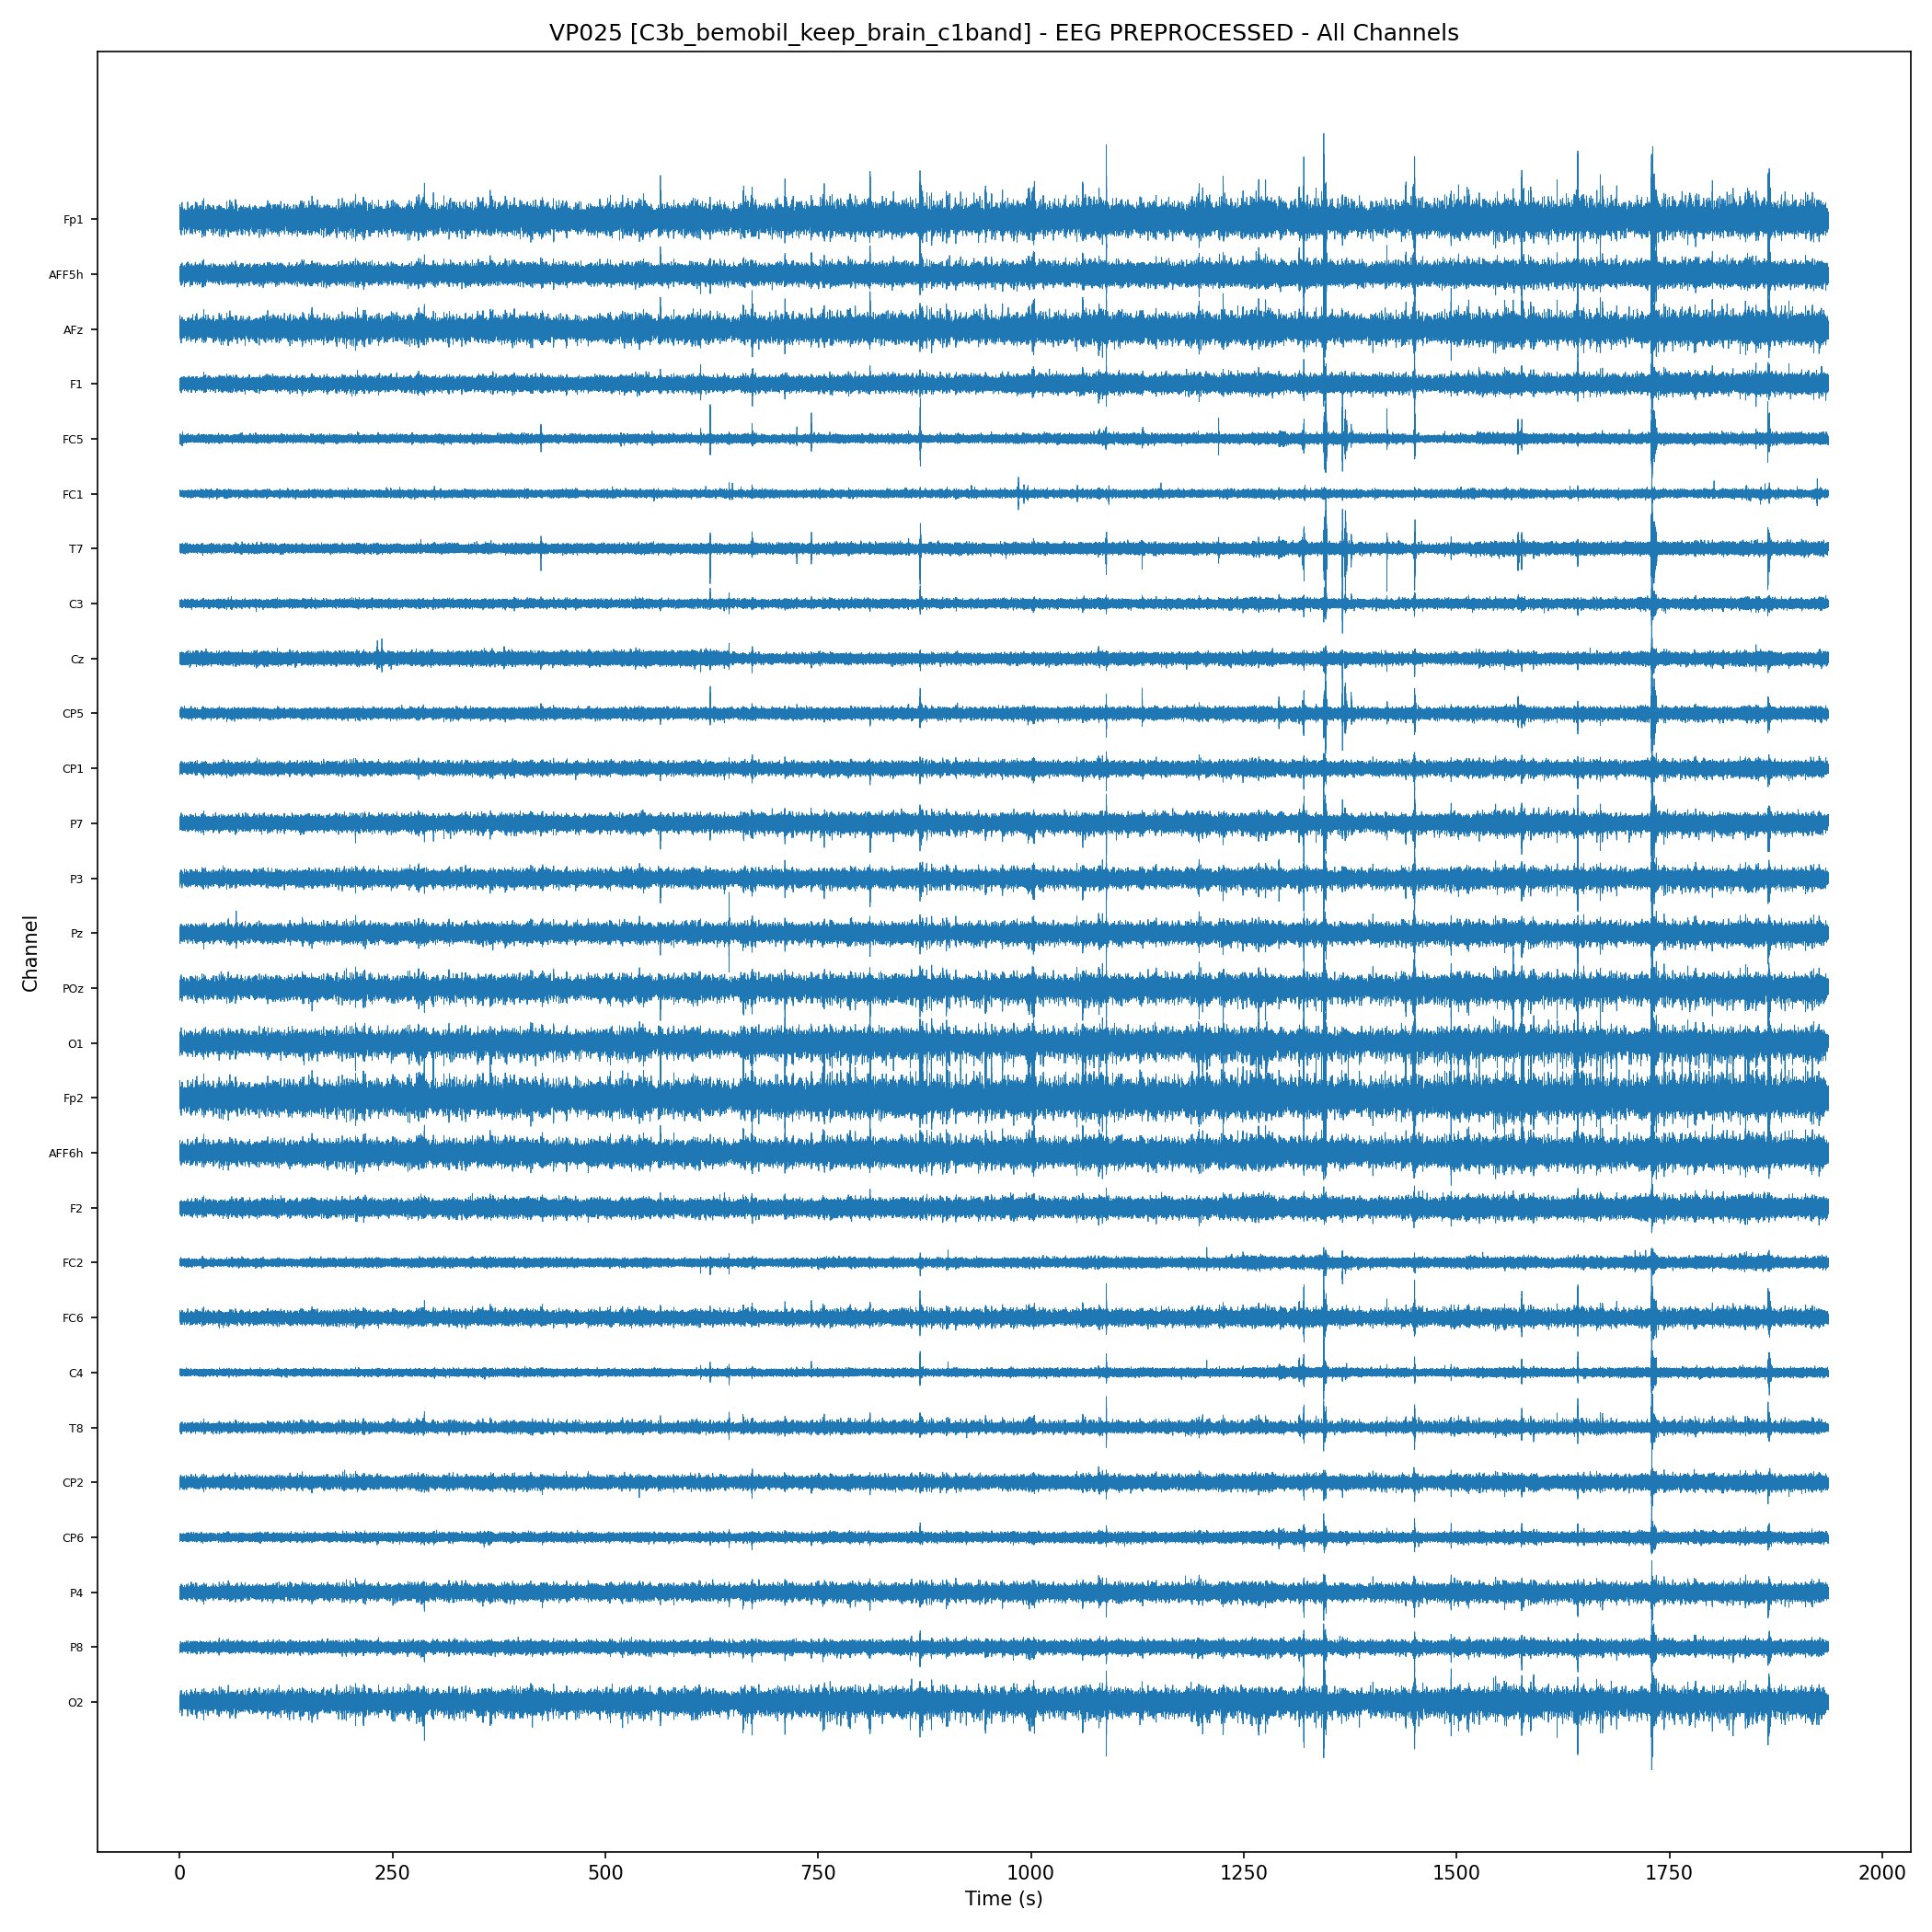 VP025 [C3b_bemobil_keep_brain_c1band] - EEG PREPROCESSED - All Channels
Channel
Fp1
AFF5h
AFz
F1
FC5
FC1
T7
C3
Cz
CP5
CP1
P7
P3
Pz
POz
O1
Fp2
AFF6h
F2
FC2
FC6
C4
T8
CP2
CP6
P4
P8
O2
0 250 500 750 1000 1250 1500 1750 2000
Time (s)